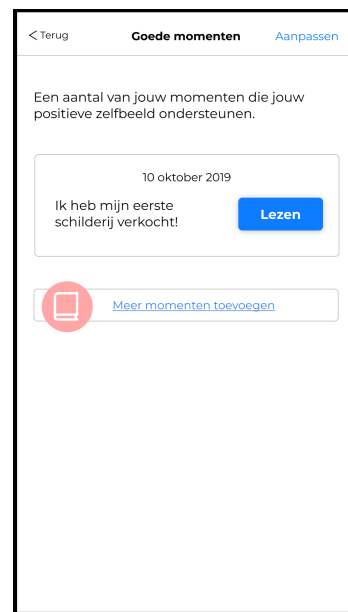 Terug
Goede momenten
Aanpassen
Een aantal van jouw momenten die jouw
positieve zelfbeeld ondersteunen.
10 oktober 2019
Ik heb mijn eerste
schilderij verkocht!
Lezen
Meer momenten toevoegen